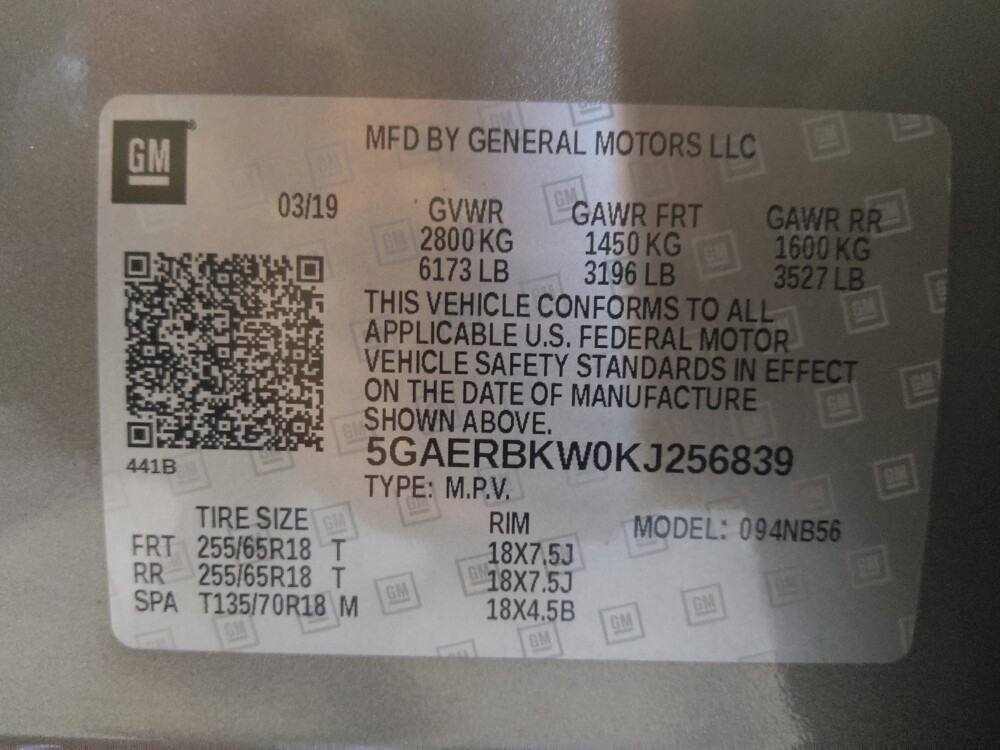 GM
MFD BY GENERAL MOTORS LLC
03/19
GVWR GAWR FRT GAWR RR
2800 KG 1450 KG 1600 KG
6173 LB 3196 LB 3527 LB
THIS VEHICLE CONFORMS TO ALL
APPLICABLE U.S. FEDERAL MOTOR
VEHICLE SAFETY STANDARDS IN EFFECT
ON THE DATE OF MANUFACTURE
SHOWN ABOVE.
5GAERBKW0KJ256839
441B
TYPE: M.P.V.
TIRE SIZE RIM MODEL: 094NB56
FRT 255/65R18 T 18X7.5J
RR 255/65R18 T 18X7.5J
SPA T135/70R18 M 18X4.5B